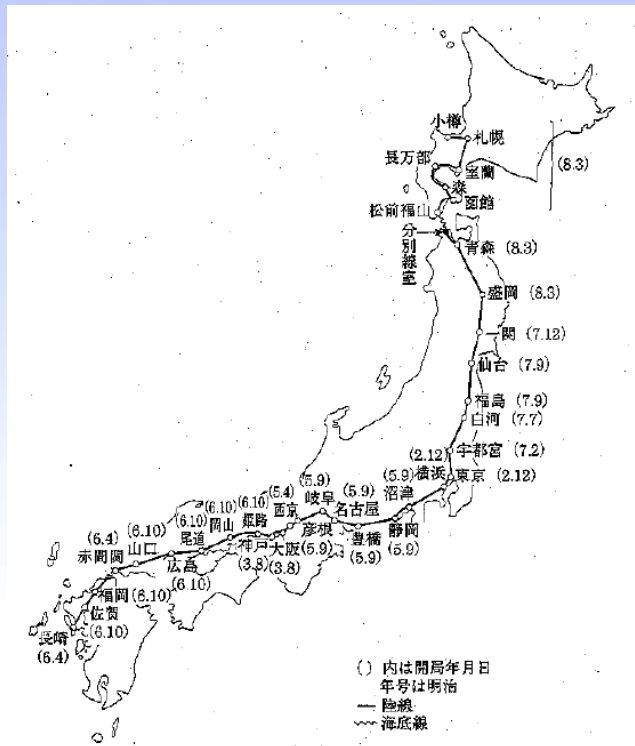 小樽
札幌
長万部
室蘭
(8.3)
森
函館
松前福山
分別線室
青森 (8.3)
盛岡 (8.3)
一関 (7.12)
仙台 (7.9)
福島 (7.9)
白河 (7.7)
宇都宮 (7.2)
(2.12)
横浜
東京 (2.12)
(5.9)
沼津
静岡
(5.9)
(5.9)
名古屋
豊橋
(5.9)
(5.9)
岐阜
彦根
(5.9)
(5.4)
西京
大阪
(3.8)
神戸
(3.8)
(6.10)
姫路
(6.10)
岡山
(6.10)
尾道
広島
(6.10)
(6.10)
山口
(6.4)
赤間関
福岡 (6.10)
佐賀
(6.10)
長崎
(6.4)
() 内は開局年月日
年号は明治
陸線
海底線